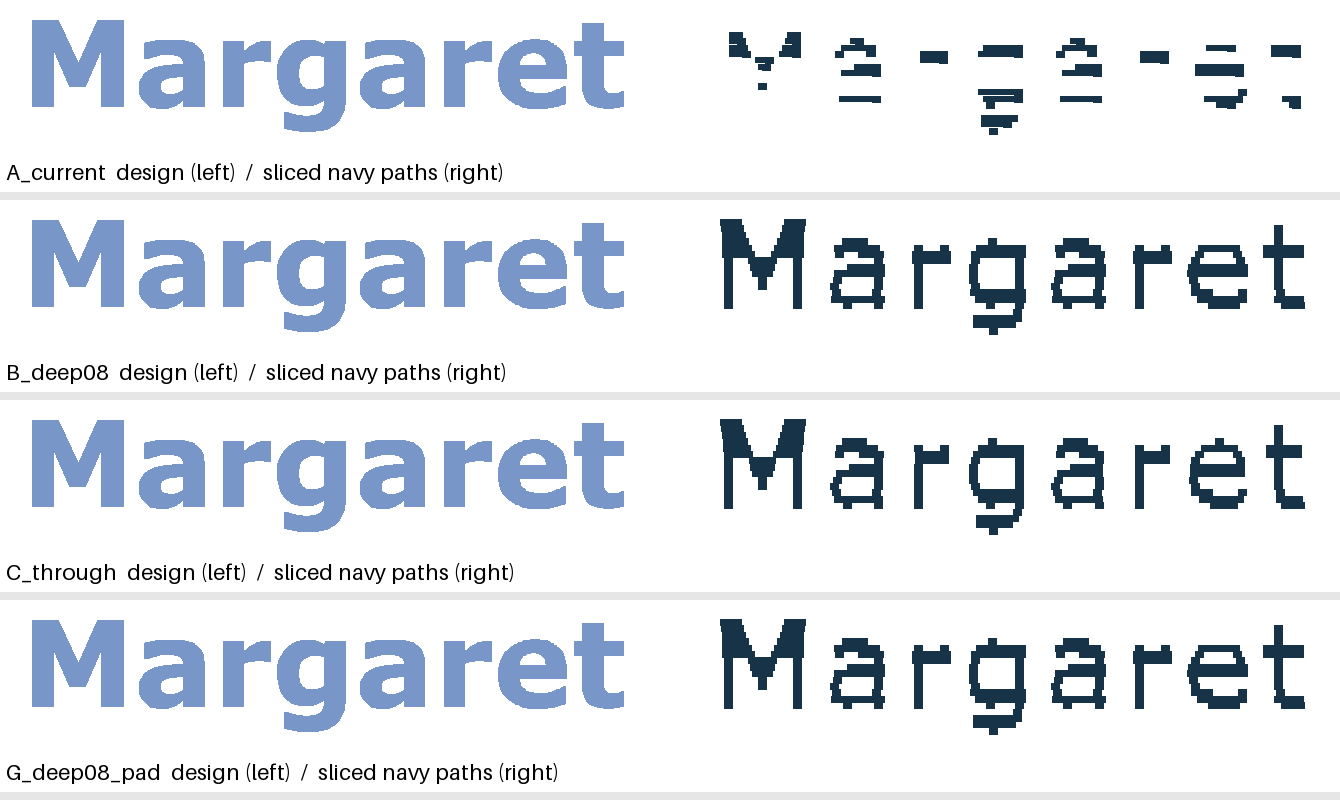 Margaret Margaret
A_current design (left) / sliced navy paths (right)
Margaret Margaret
B_deep08 design (left) / sliced navy paths (right)
Margaret Margaret
C_through design (left) / sliced navy paths (right)
Margaret Margaret
G_deep08_pad design (left) / sliced navy paths (right)